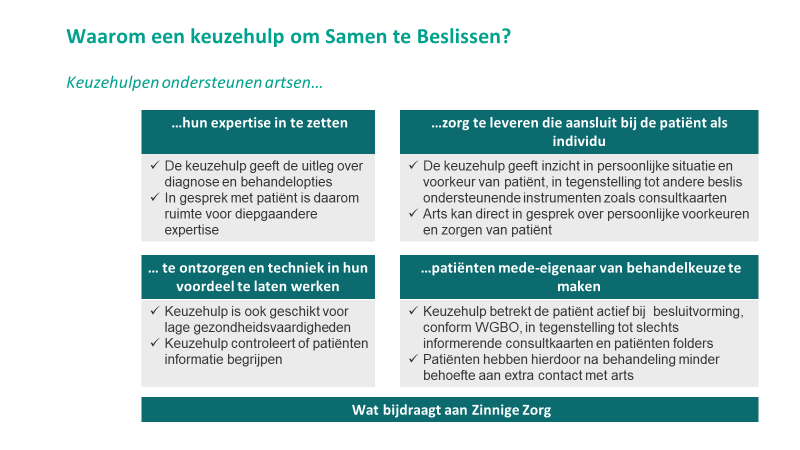 Waarom een keuzehulp om Samen te Beslissen?
Keuzehulpen ondersteunen artsen…
…hun expertise in te zetten
✓ De keuzehulp geeft de uitleg over
diagnose en behandelopties
✓ In gesprek met patiënt is daarom
ruimte voor diepgaandere
expertise
…zorg te leveren die aansluit bij de patiënt als
individu
✓ De keuzehulp geeft inzicht in persoonlijke situatie en
voorkeur van patiënt, in tegenstelling tot andere beslis
ondersteunende instrumenten zoals consultkaarten
✓ Arts kan direct in gesprek over persoonlijke voorkeuren
en zorgen van patiënt
… te ontzorgen en techniek in hun
voordeel te laten werken
✓ Keuzehulp is ook geschikt voor
lage gezondheidsvaardigheden
✓ Keuzehulp controleert of patiënten
informatie begrijpen
…patiënten mede-eigenaar van behandelkeuze te
maken
✓ Keuzehulp betrekt de patiënt actief bij besluitvorming,
conform WGBO, in tegenstelling tot slechts
informerende consultkaarten en patiënten folders
✓ Patiënten hebben hierdoor na behandeling minder
behoefte aan extra contact met arts
Wat bijdraagt aan Zinnige Zorg